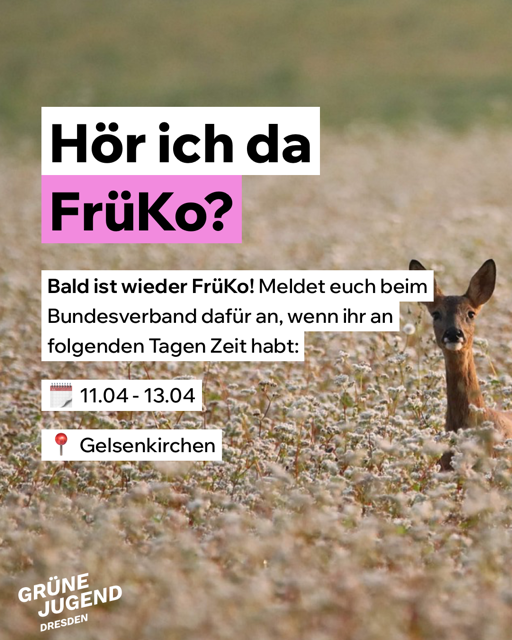 Hör ich da
FrüKo?
Bald ist wieder FrüKo! Meldet euch beim
Bundesverband dafür an, wenn ihr an
folgenden Tagen Zeit habt:
11.04 - 13.04
Gelsenkirchen
GRÜNE
JUGEND
DRESDEN